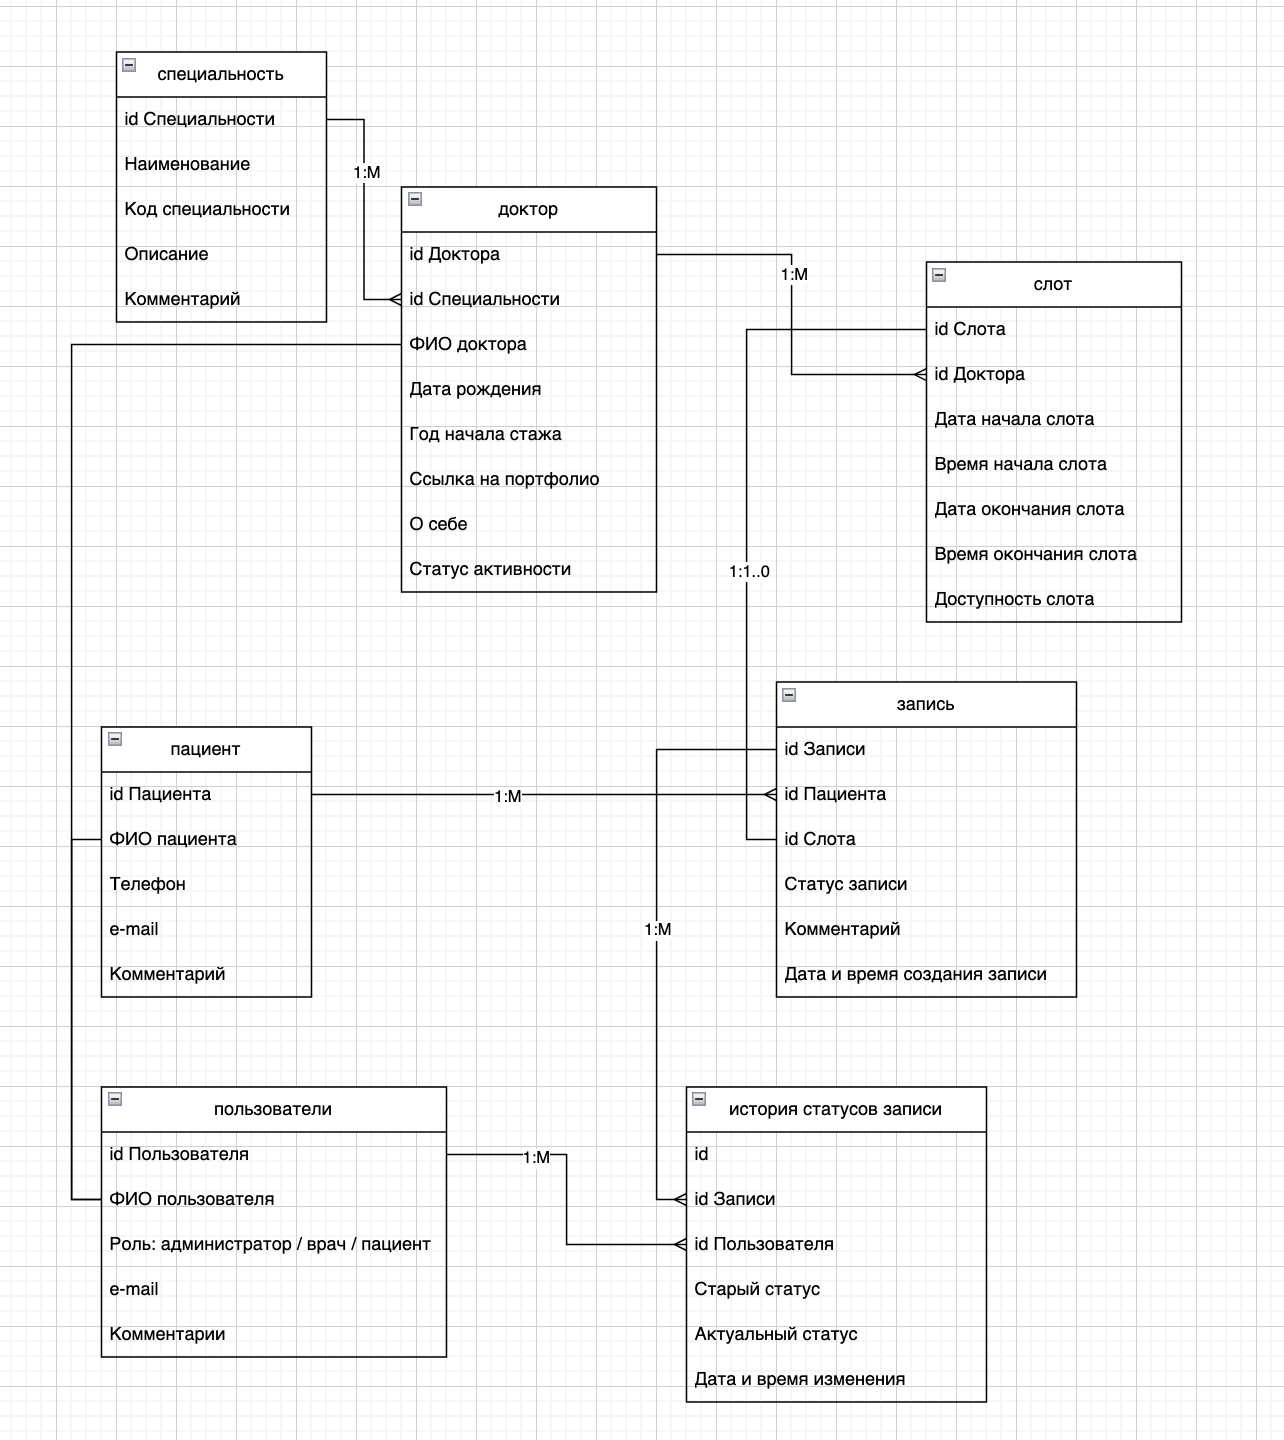 специальность
id Специальности
Наименование
Код специальности
Описание
Комментарий
1:M
доктор
id Доктора
id Специальности
ФИО доктора
Дата рождения
Год начала стажа
Ссылка на портфолио
О себе
Статус активности
1:M
слот
id Слота
id Доктора
Дата начала слота
Время начала слота
Дата окончания слота
Время окончания слота
Доступность слота
1:1..0
пациент
id Пациента
ФИО пациента
Телефон
e-mail
Комментарий
1:M
запись
id Записи
id Пациента
id Слота
Статус записи
Комментарий
Дата и время создания записи
1:M
пользователи
id Пользователя
ФИО пользователя
Роль: администратор / врач / пациент
e-mail
Комментарии
1:M
история статусов записи
id
id Записи
id Пользователя
Старый статус
Актуальный статус
Дата и время изменения